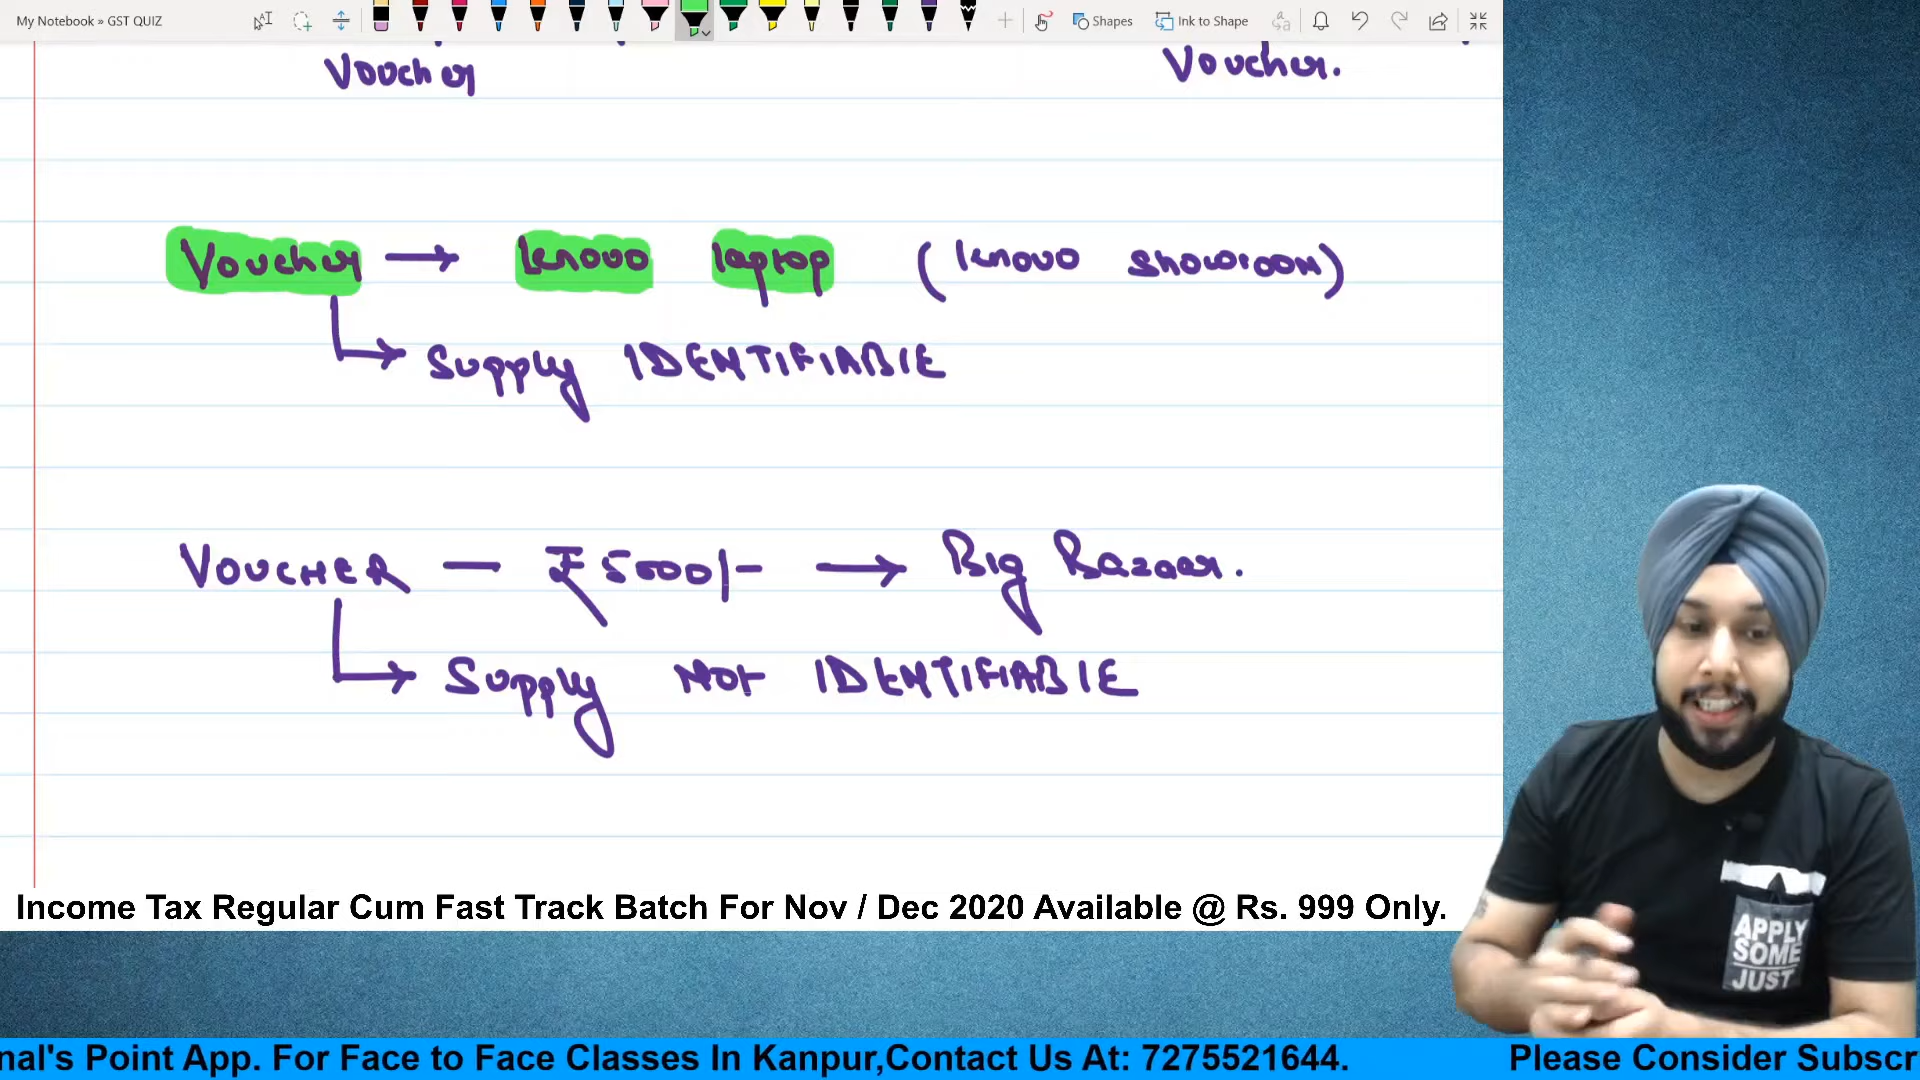 My Notebook » GST QUIZ
Shapes
Ink to Shape
Voucher
Voucher.
Voucher → lenovo laptop (lenovo showroom)
Supply IDENTIFIABLE
VOUCHER — ₹5000/- → Big Bazaar.
Supply Not IDENTIFIABLE
Income Tax Regular Cum Fast Track Batch For Nov / Dec 2020 Available @ Rs. 999 Only.
APPLY
SOME
JUST
nal's Point App. For Face to Face Classes In Kanpur,Contact Us At: 7275521644. Please Consider Subscr